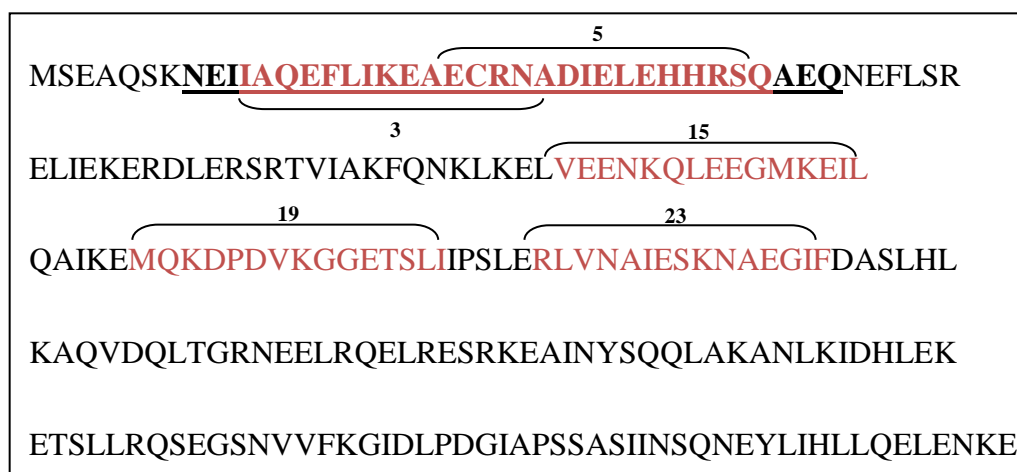 5
MSEAQSKNEIIAQEFLIKEAECRNADIELEHHRSQAEQNEFLSR
3
15
ELIEKERDLERSRTVIAKFQNKLKELVEENKQLEEGMKEIL
19
23
QAIKEMQKDPDVKGGETSLIIPSLERLVNAIESKNAEGIFDASLHL
KAQVDQLTGRNEELRQELRESRKEAINYSQQLAKANLKIDHLEK
ETSLLRQSEGSNVVFKGIDLPDGIAPSSASIINSQNEYLIHLLQELENKE